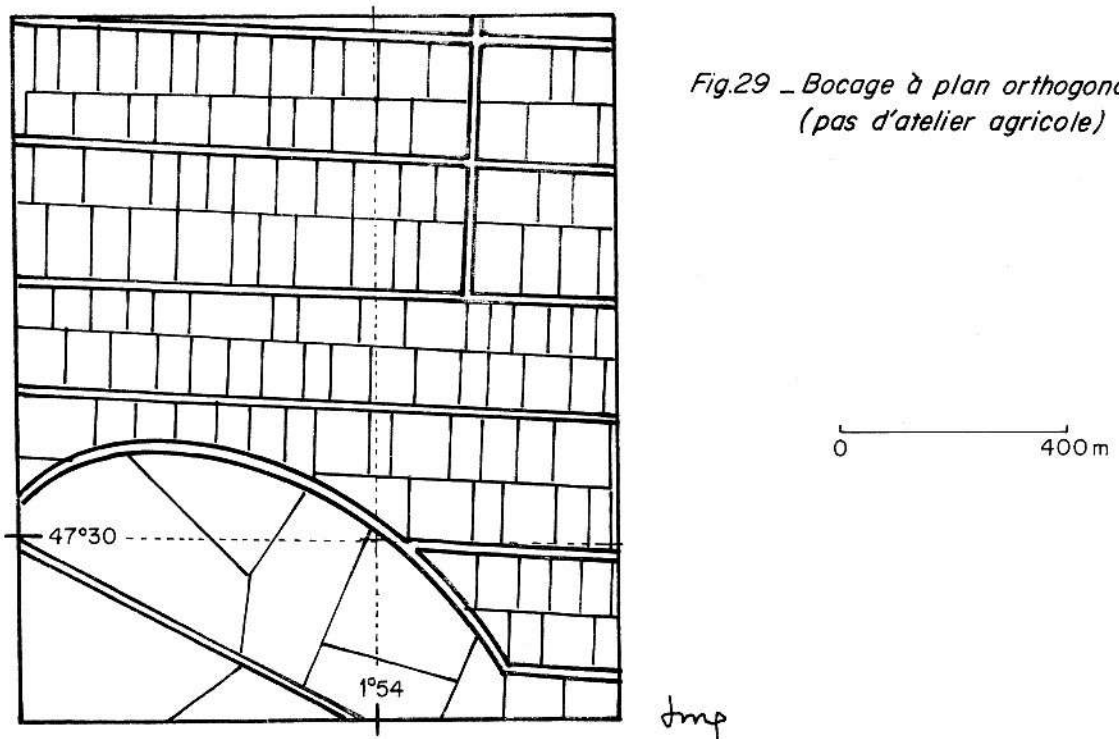 Fig.29 _ Bocage à plan orthogona
(pas d'atelier agricole)
0 400 m
47°30
1°54